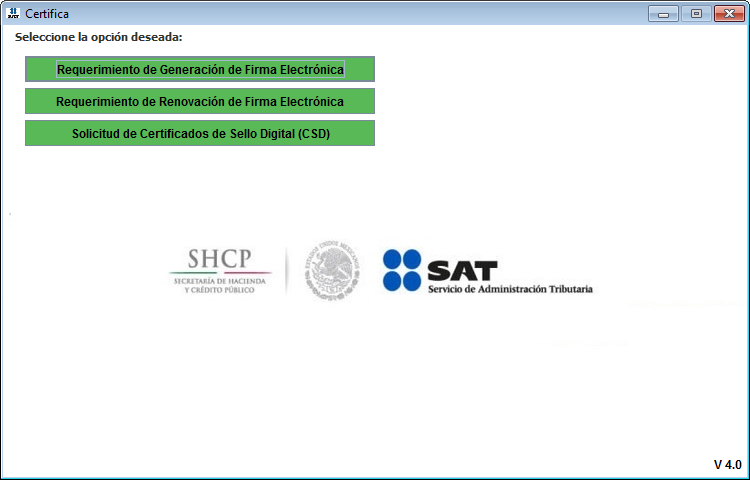 Certifica
Seleccione la opción deseada:
Requerimiento de Generación de Firma Electrónica
Requerimiento de Renovación de Firma Electrónica
Solicitud de Certificados de Sello Digital (CSD)
SHCP
SECRETARÍA DE HACIENDA
Y CRÉDITO PÚBLICO
ESTADOS UNIDOS MEXICANOS
SAT
Servicio de Administración Tributaria
V 4.0